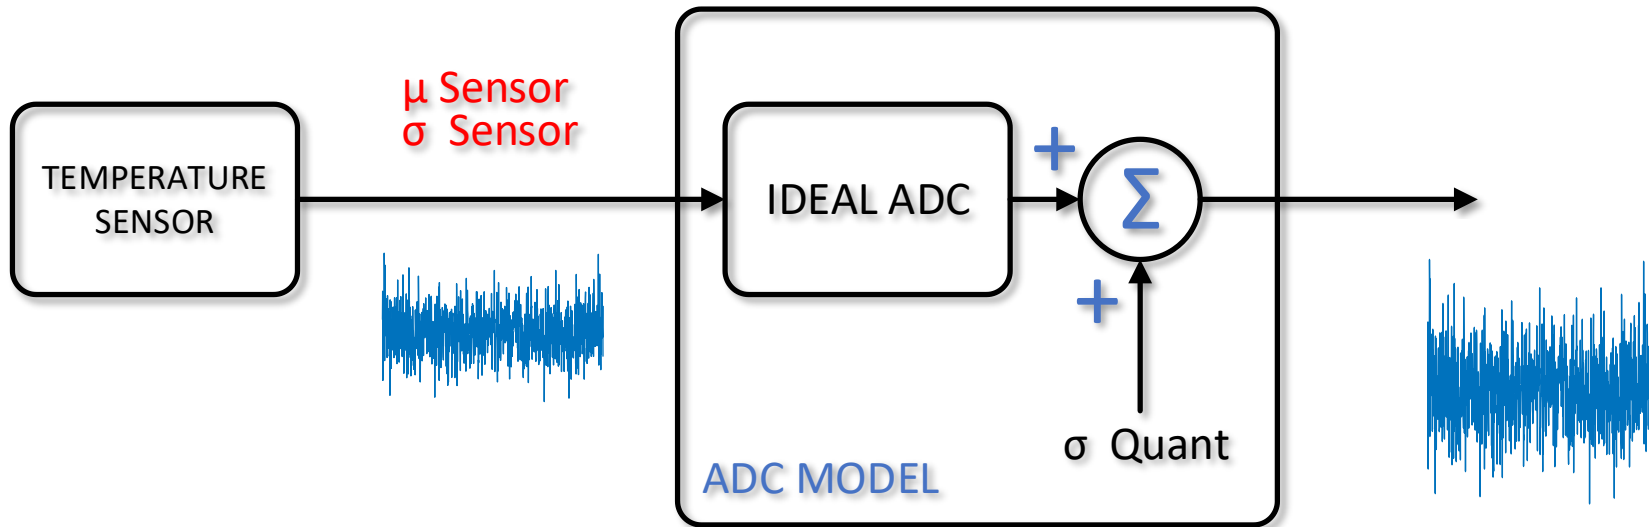 μ Sensor
σ Sensor
TEMPERATURE
SENSOR
IDEAL ADC
+
Σ
+
σ Quant
ADC MODEL